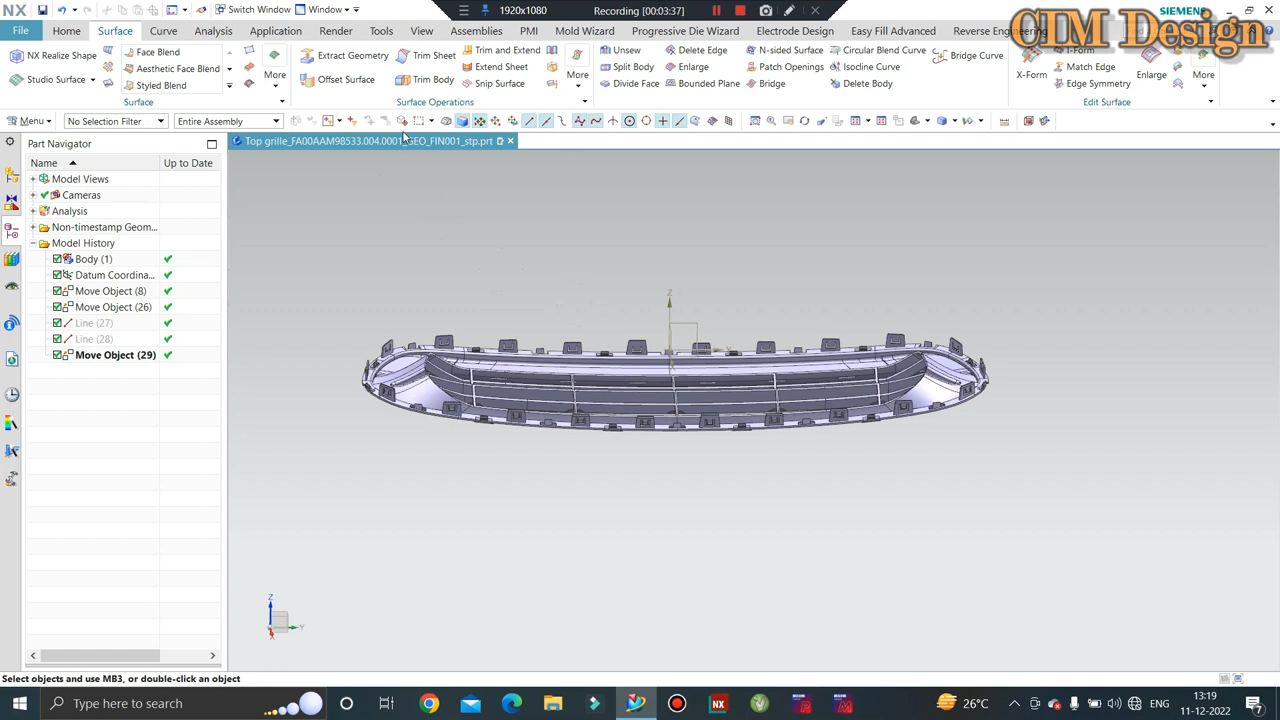 NX
Switch Window
Window
1920x1080
Recording [00:03:37]
SIEMENS
CIM Design
File
Home
Surface
Curve
Analysis
Application
Render
Tools
View
Assemblies
PMI
Mold Wizard
Progressive Die Wizard
Electrode Design
Easy Fill Advanced
Reverse Engineering
NX Realize Shape
Studio Surface
Face Blend
Aesthetic Face Blend
Styled Blend
More
Surface
Extract Geometry
Offset Surface
Trim Sheet
Trim Body
Trim and Extend
Extend Sheet
Snip Surface
More
Surface Operations
Unsew
Split Body
Divide Face
Delete Edge
Enlarge
Bounded Plane
N-sided Surface
Patch Openings
Bridge
Circular Blend Curve
Isocline Curve
Bridge Curve
X-Form
I-Form
Match Edge
Edge Symmetry
Enlarge
More
Edit Surface
Menu
No Selection Filter
Entire Assembly
Part Navigator
Top grille_FA00AAM98533.004.0001_GEO_FIN001_stp.prt
Name
Up to Date
Model Views
Cameras
Analysis
Non-timestamp Geom...
Model History
Body (1)
Datum Coordina...
Move Object (8)
Move Object (26)
Line (27)
Line (28)
Move Object (29)
Z
Y
X
Z
Y
X
Select objects and use MB3, or double-click an object
Type here to search
NX
26°C
ENG
13:19
11-12-2022
7